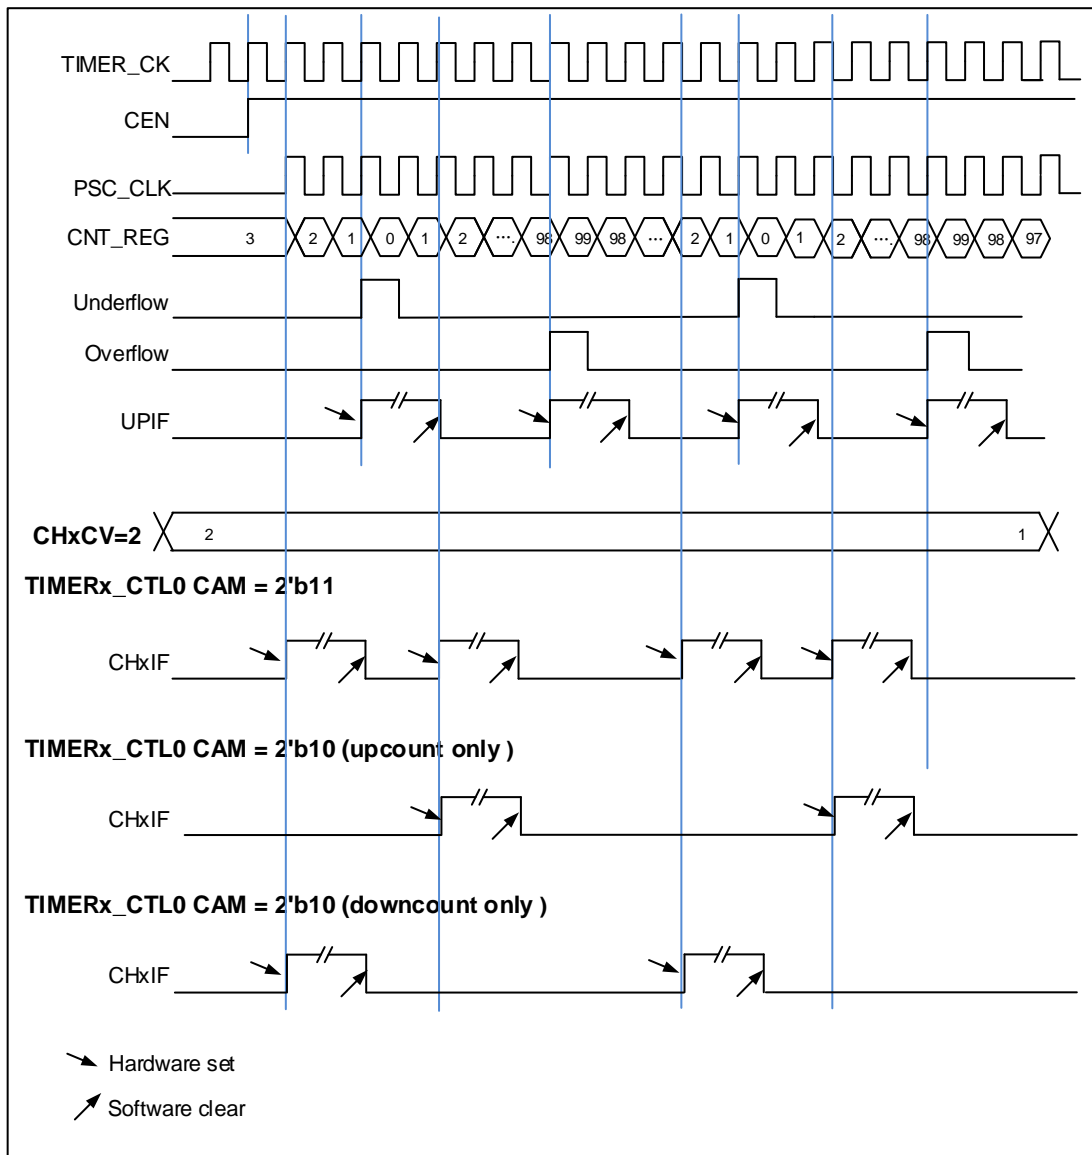 TIMER_CK
CEN
PSC_CLK
CNT_REG 3 2 1 0 1 2 .... 98 99 98 ... 2 1 0 1 2 .... 98 99 98 97
Underflow
Overflow
UPIF
CHxCV=2 2 1
TIMERx_CTL0 CAM = 2'b11
CHxIF
TIMERx_CTL0 CAM = 2'b10 (upcount only )
CHxIF
TIMERx_CTL0 CAM = 2'b10 (downcount only )
CHxIF
Hardware set
Software clear